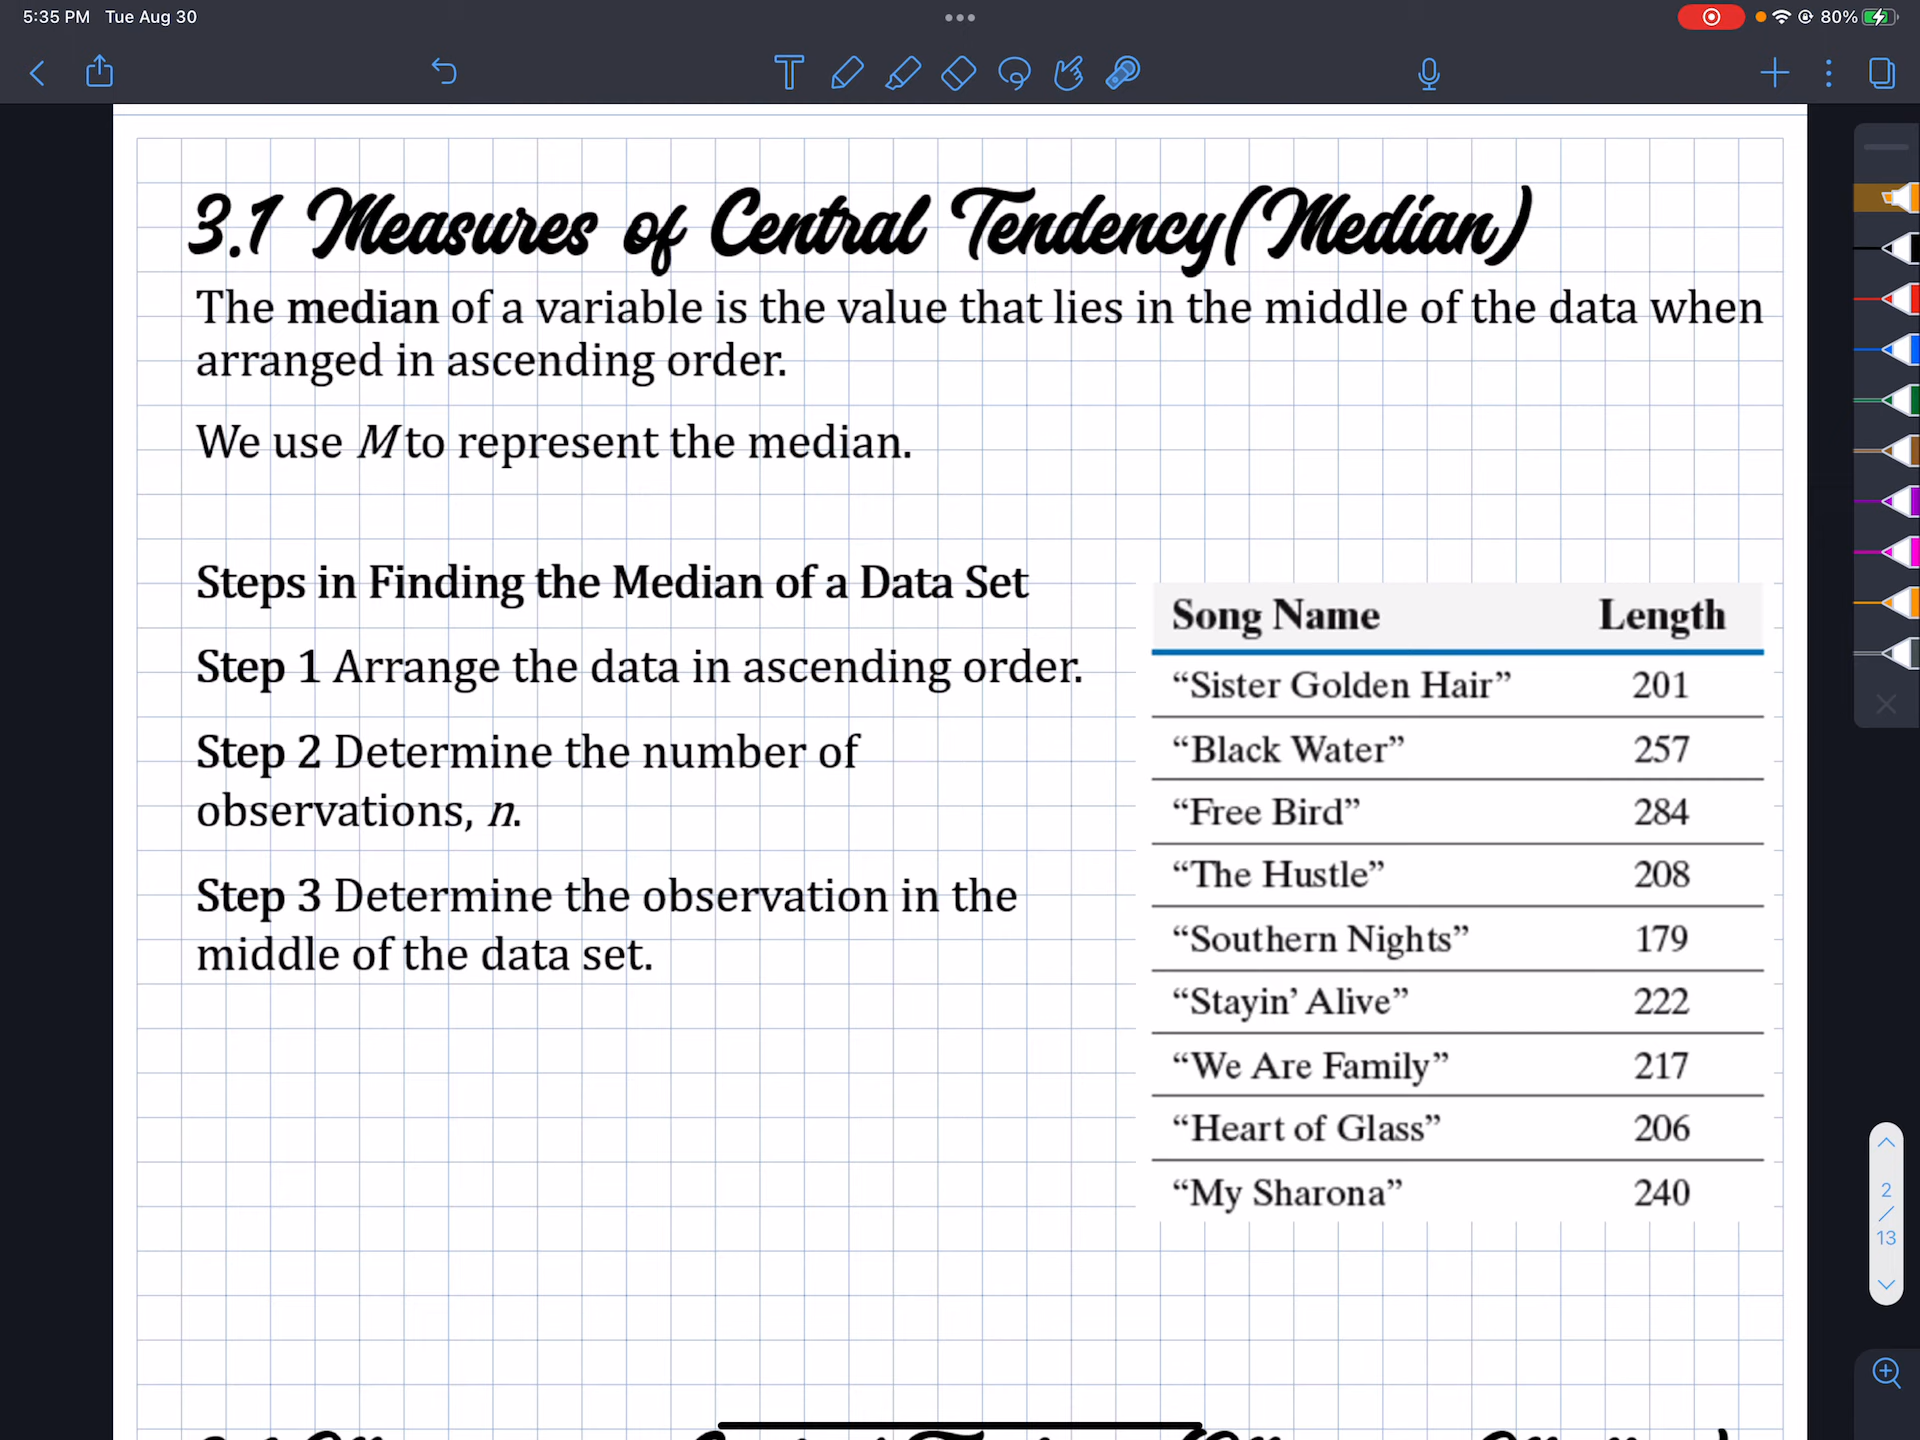 5:35 PM Tue Aug 30
80%
3.1 Measures of Central Tendency(Median)
The median of a variable is the value that lies in the middle of the data when
arranged in ascending order.
We use M to represent the median.
Steps in Finding the Median of a Data Set
Step 1 Arrange the data in ascending order.
Step 2 Determine the number of
observations, n.
Step 3 Determine the observation in the
middle of the data set.
Song Name Length
“Sister Golden Hair” 201
“Black Water” 257
“Free Bird” 284
“The Hustle” 208
“Southern Nights” 179
“Stayin’ Alive” 222
“We Are Family” 217
“Heart of Glass” 206
“My Sharona” 240
2
/
13